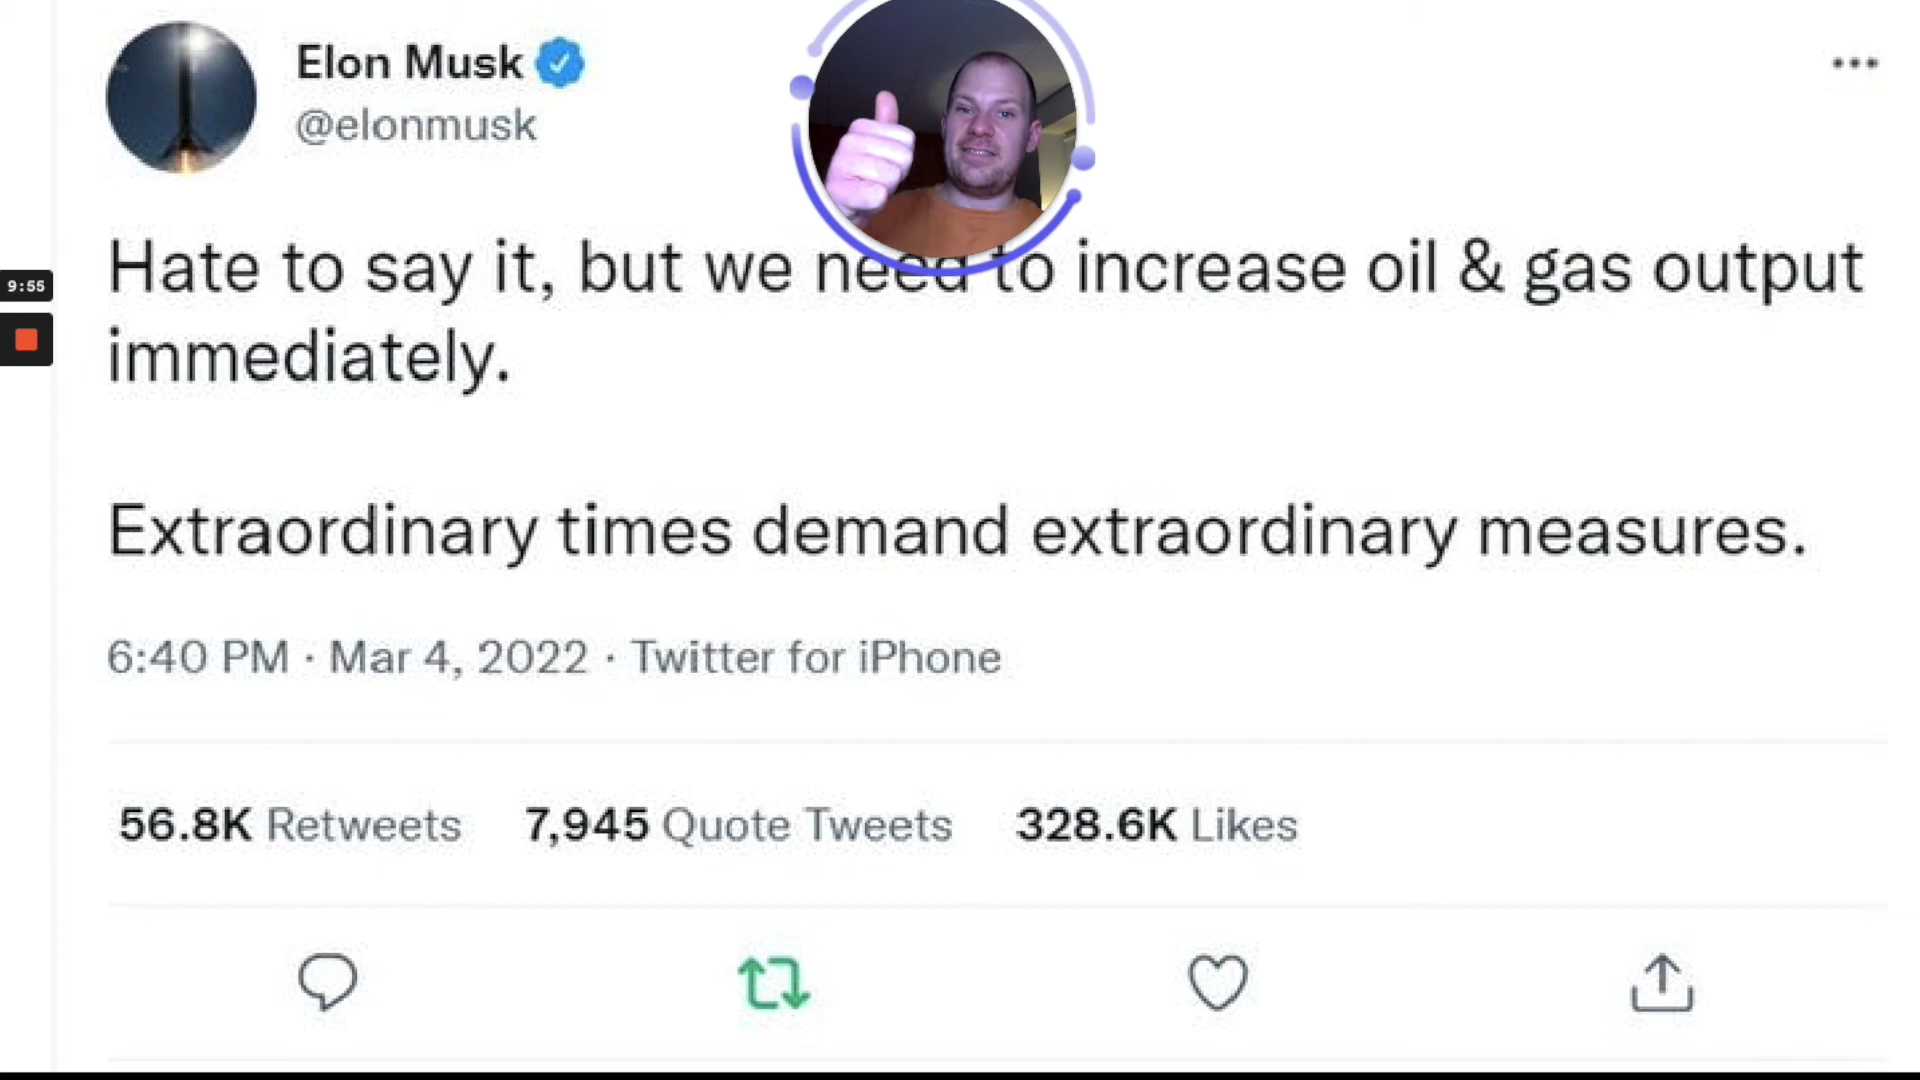 Elon Musk
@elonmusk
9:55
Hate to say it, but we need to increase oil & gas output
immediately.
Extraordinary times demand extraordinary measures.
6:40 PM · Mar 4, 2022 · Twitter for iPhone
56.8K Retweets 7,945 Quote Tweets 328.6K Likes